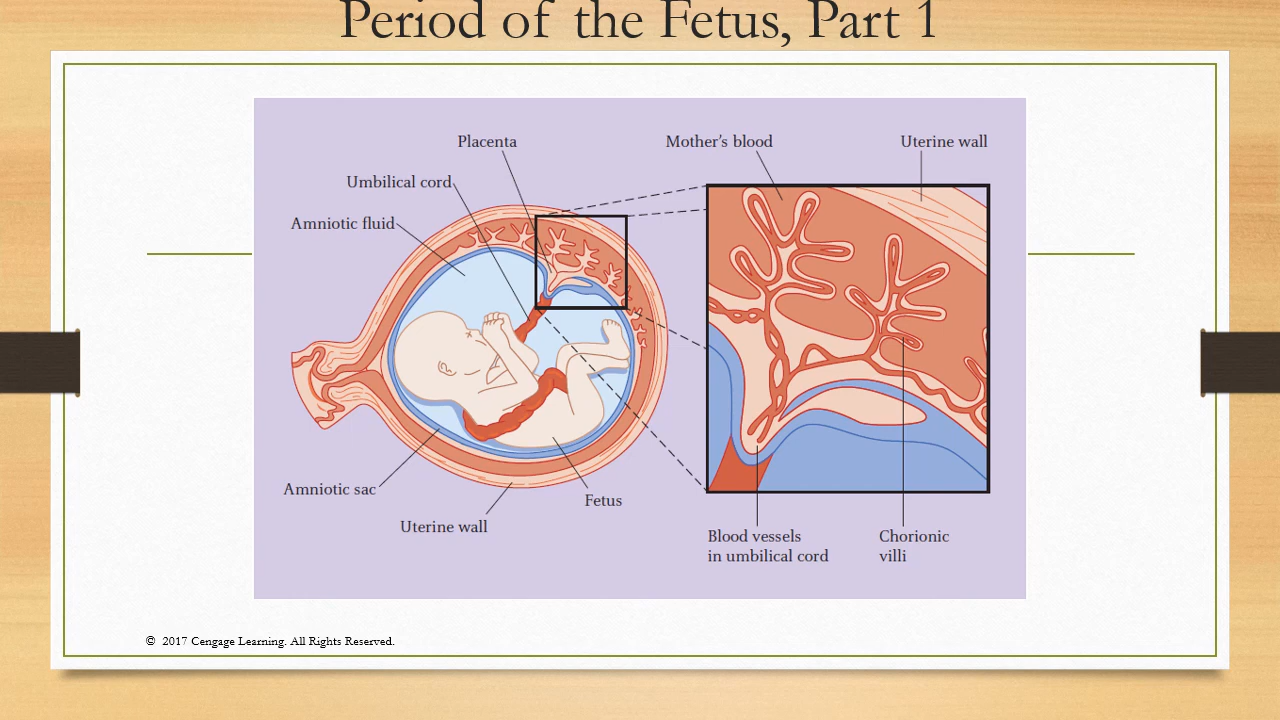 Period of the Fetus, Part 1
Placenta
Mother’s blood
Uterine wall
Umbilical cord
Amniotic fluid
Amniotic sac
Fetus
Uterine wall
Blood vessels
in umbilical cord
Chorionic
villi
© 2017 Cengage Learning. All Rights Reserved.